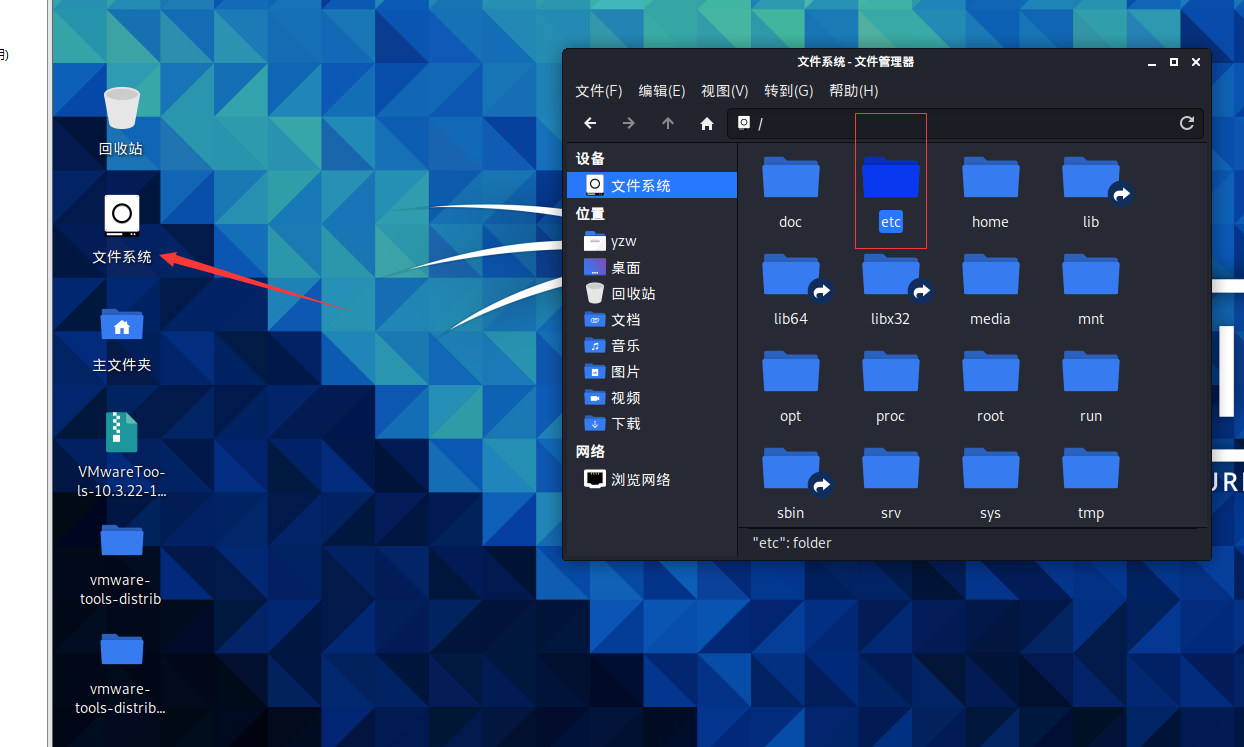 回收站
文件系统
主文件夹
VMwareToo-
ls-10.3.22-1...
vmware-
tools-distrib
vmware-
tools-distrib...
文件系统 - 文件管理器
文件(F) 编辑(E) 视图(V) 转到(G) 帮助(H)
/
设备
文件系统
位置
yzw
桌面
回收站
文档
音乐
图片
视频
下载
网络
浏览网络
doc etc home lib
lib64 libx32 media mnt
opt proc root run
sbin srv sys tmp
"etc": folder